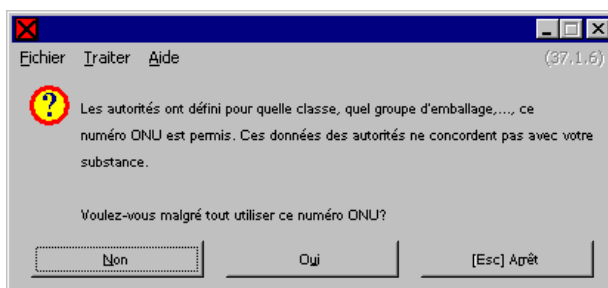 Fichier Traiter Aide (37.1.6)
Les autorités ont défini pour quelle classe, quel groupe d'emballage,..., ce
numéro ONU est permis. Ces données des autorités ne concordent pas avec votre
substance.
Voulez-vous malgré tout utiliser ce numéro ONU?
Non Oui [Esc] Arrêt